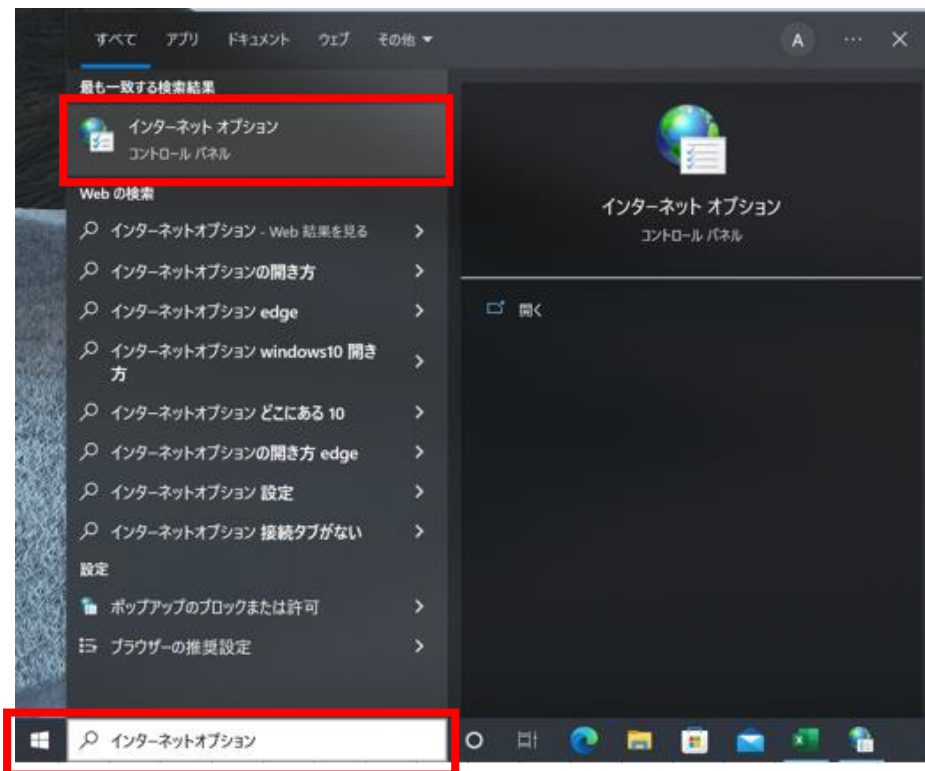 すべて アプリ ドキュメント ウェブ その他 A ... ×
最も一致する検索結果
インターネット オプション
コントロール パネル
Web の検索
インターネットオプション - Web 結果を見る
インターネットオプションの開き方
インターネットオプション edge
インターネットオプション windows10 開き
方
インターネットオプション どこにある 10
インターネットオプションの開き方 edge
インターネットオプション 設定
インターネットオプション 接続タブがない
設定
ポップアップのブロックまたは許可
ブラウザーの推奨設定
インターネット オプション
コントロール パネル
開く
インターネットオプション